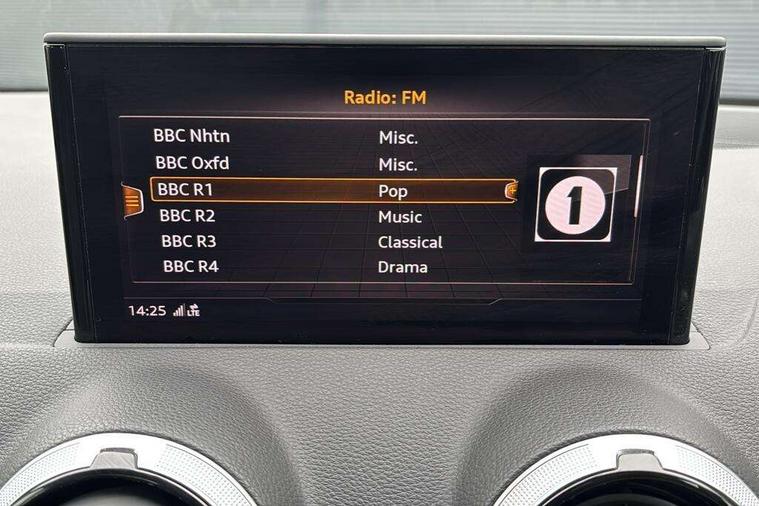 Radio: FM
BBC Nhtn Misc.
BBC Oxfd Misc.
BBC R1 Pop
BBC R2 Music
BBC R3 Classical
BBC R4 Drama
1
14:25 LTE